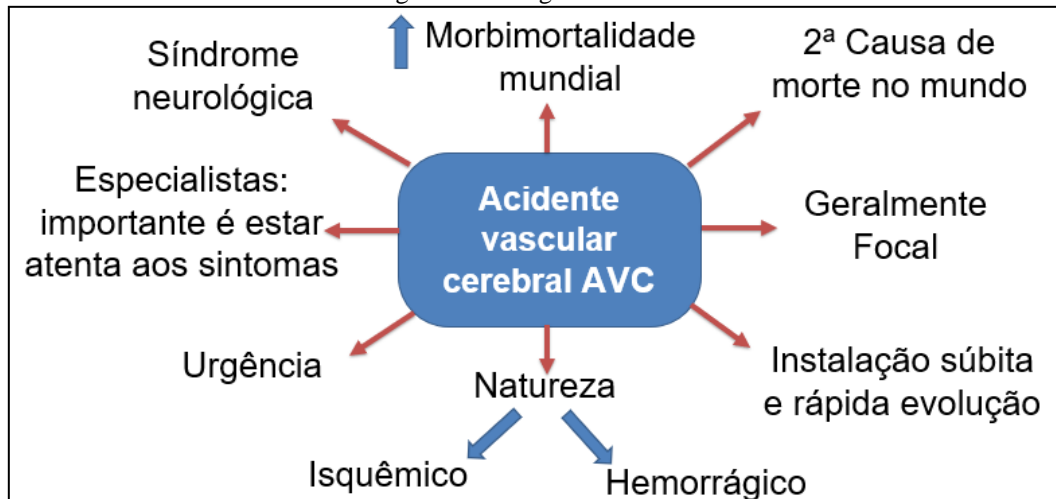 Síndrome
neurológica
Morbimortalidade
mundial
2ª Causa de
morte no mundo
Especialistas:
importante é estar
atenta aos sintomas
Acidente
vascular
cerebral AVC
Geralmente
Focal
Urgência
Natureza
Instalação súbita
e rápida evolução
Isquêmico
Hemorrágico